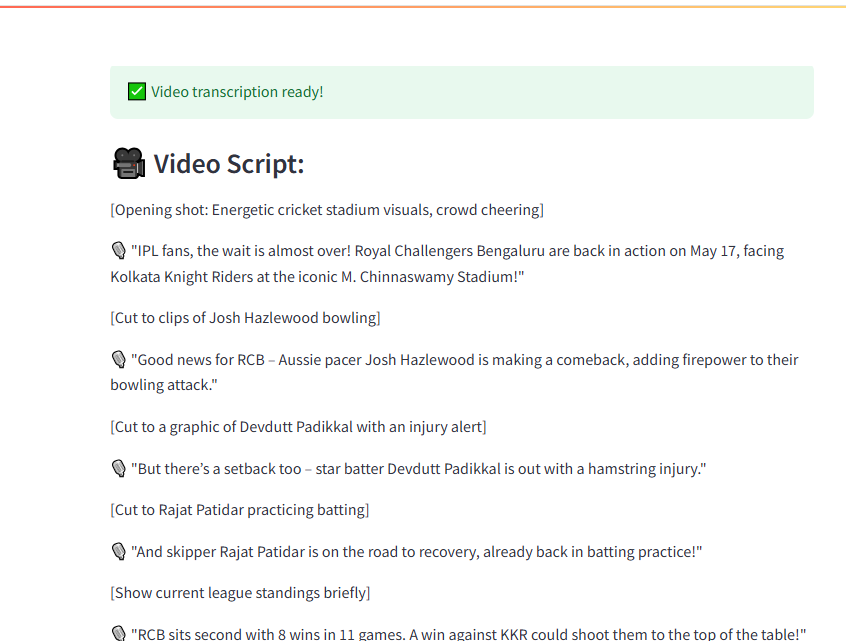 ✅ Video transcription ready!
🎥 Video Script:
[Opening shot: Energetic cricket stadium visuals, crowd cheering]
🎙 "IPL fans, the wait is almost over! Royal Challengers Bengaluru are back in action on May 17, facing
Kolkata Knight Riders at the iconic M. Chinnaswamy Stadium!"
[Cut to clips of Josh Hazlewood bowling]
🎙 "Good news for RCB – Aussie pacer Josh Hazlewood is making a comeback, adding firepower to their
bowling attack."
[Cut to a graphic of Devdutt Padikkal with an injury alert]
🎙 "But there’s a setback too – star batter Devdutt Padikkal is out with a hamstring injury."
[Cut to Rajat Patidar practicing batting]
🎙 "And skipper Rajat Patidar is on the road to recovery, already back in batting practice!"
[Show current league standings briefly]
🎙 "RCB sits second with 8 wins in 11 games. A win against KKR could shoot them to the top of the table!"